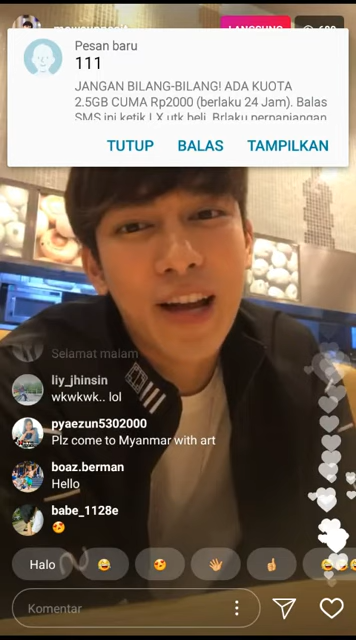 LANGSUNG
Pesan baru
111
JANGAN BILANG-BILANG! ADA KUOTA
2.5GB CUMA Rp2000 (berlaku 24 Jam). Balas
SMS ini ketik LX utk beli. Brlaku perpanjangan
TUTUP BALAS TAMPILKAN
Selamat malam
liy_jhinsin
wkwkwk.. lol
pyaezun5302000
Plz come to Myanmar with art
boaz.berman
Hello
babe_1128e
Halo
Komentar